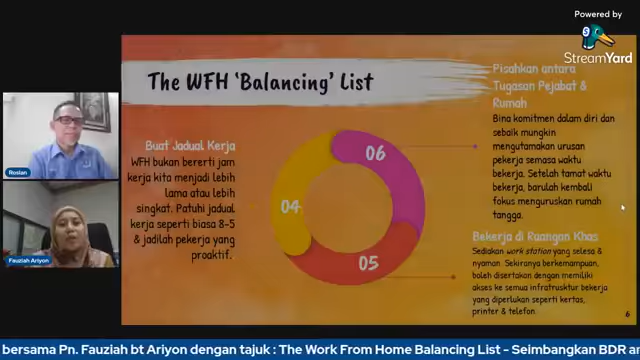 Powered by
StreamYard
The WFH 'Balancing' List
Pisahkan antara
Tugasan Pejabat &
Rumah
Bina komitmen dalam diri dan
sebaik mungkin
mengutamakan urusan
pekerja semasa waktu
bekerja. Setelah tamat waktu
bekerja, barulah kembali
fokus menguruskan rumah
tangga.
Buat Jadual Kerja
WFH bukan bererti jam
kerja kita menjadi lebih
lama atau lebih
singkat. Patuhi jadual
kerja seperti biasa 8-5
& jadilah pekerja yang
proaktif.
06
04
05
Bekerja di Ruangan Khas
Sediakan work station yang selesa &
nyaman. Sekiranya berkemampuan,
boleh disertakan dengan memiliki
akses ke semua infrastruktur bekerja
yang diperlukan seperti kertas,
printer & telefon.
6
Roslan
Fauziah Ariyon
bersama Pn. Fauziah bt Ariyon dengan tajuk : The Work From Home Balancing List - Seimbangkan BDR an